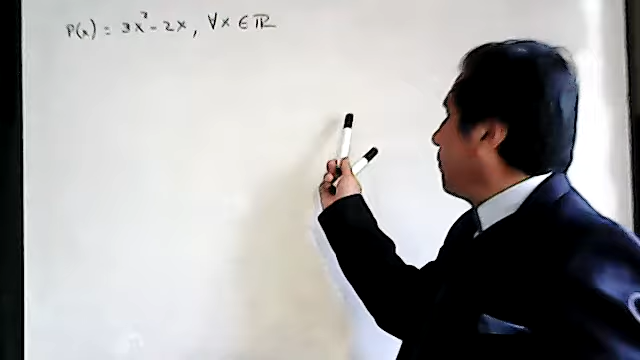 P(x) = 3x² - 2x, ∀x ∈ ℝ